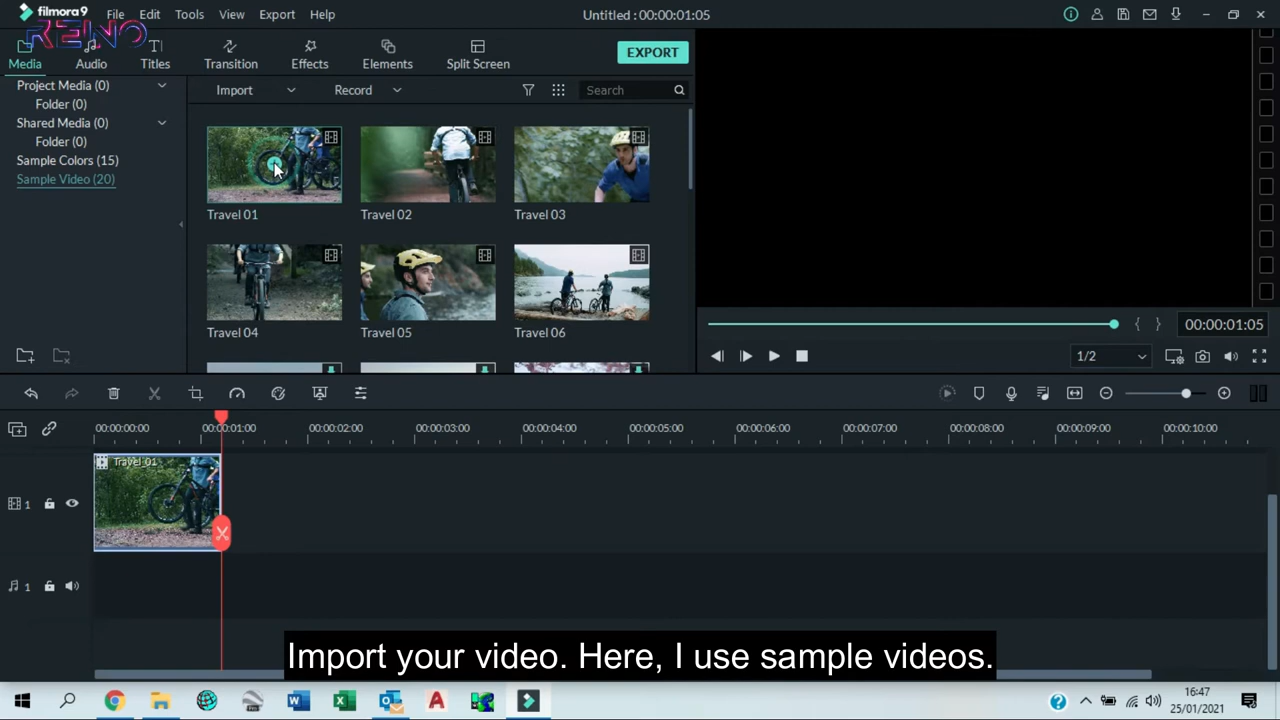 filmora9 File Edit Tools View Export Help Untitled : 00:00:01:05
REINO
Media Audio Titles Transition Effects Elements Split Screen EXPORT
Project Media (0)
Folder (0)
Shared Media (0)
Folder (0)
Sample Colors (15)
Sample Video (20)
Import Record Search
Travel 01 Travel 02 Travel 03
Travel 04 Travel 05 Travel 06
{ } 00:00:01:05
1/2
00:00:00:00 00:00:01:00 00:00:02:00 00:00:03:00 00:00:04:00 00:00:05:00 00:00:06:00 00:00:07:00 00:00:08:00 00:00:09:00 00:00:10:00
Travel 01
1
1
Import your video. Here, I use sample videos.
16:47
25/01/2021